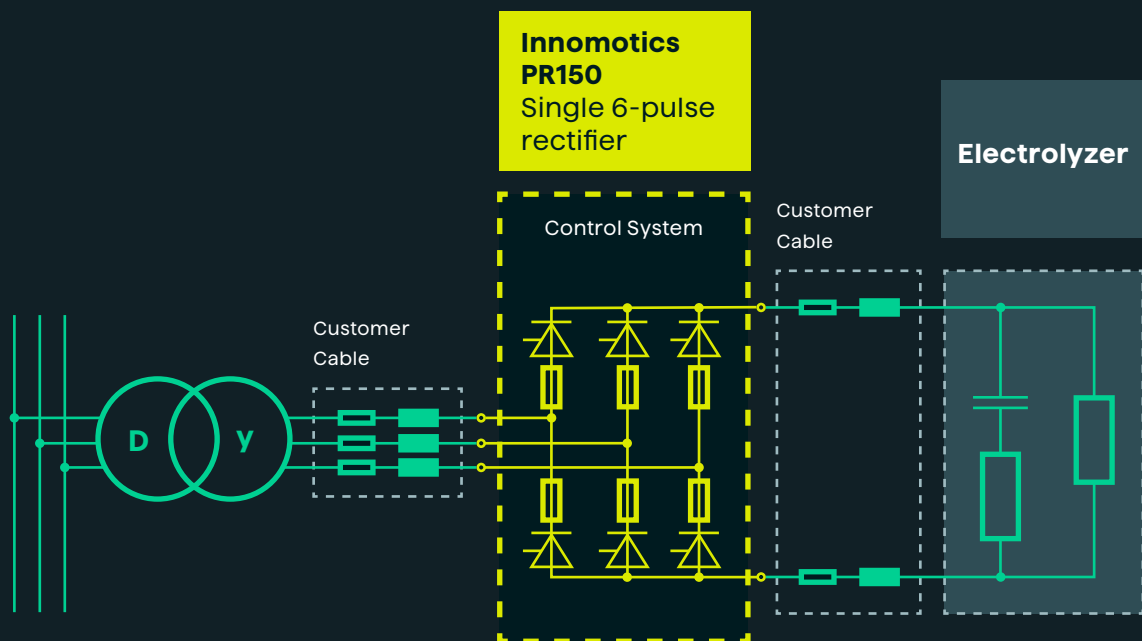 Innomotics
PR150
Single 6-pulse
rectifier
Electrolyzer
Control System
Customer
Cable
Customer
Cable
D
y